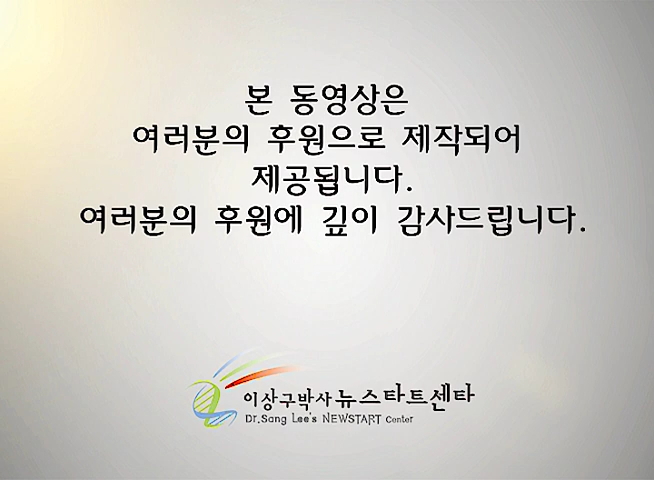 본 동영상은
여러분의 후원으로 제작되어
제공됩니다.
여러분의 후원에 깊이 감사드립니다.
이상구박사 뉴스타트센타
Dr.Sang Lee's NEWSTART Center